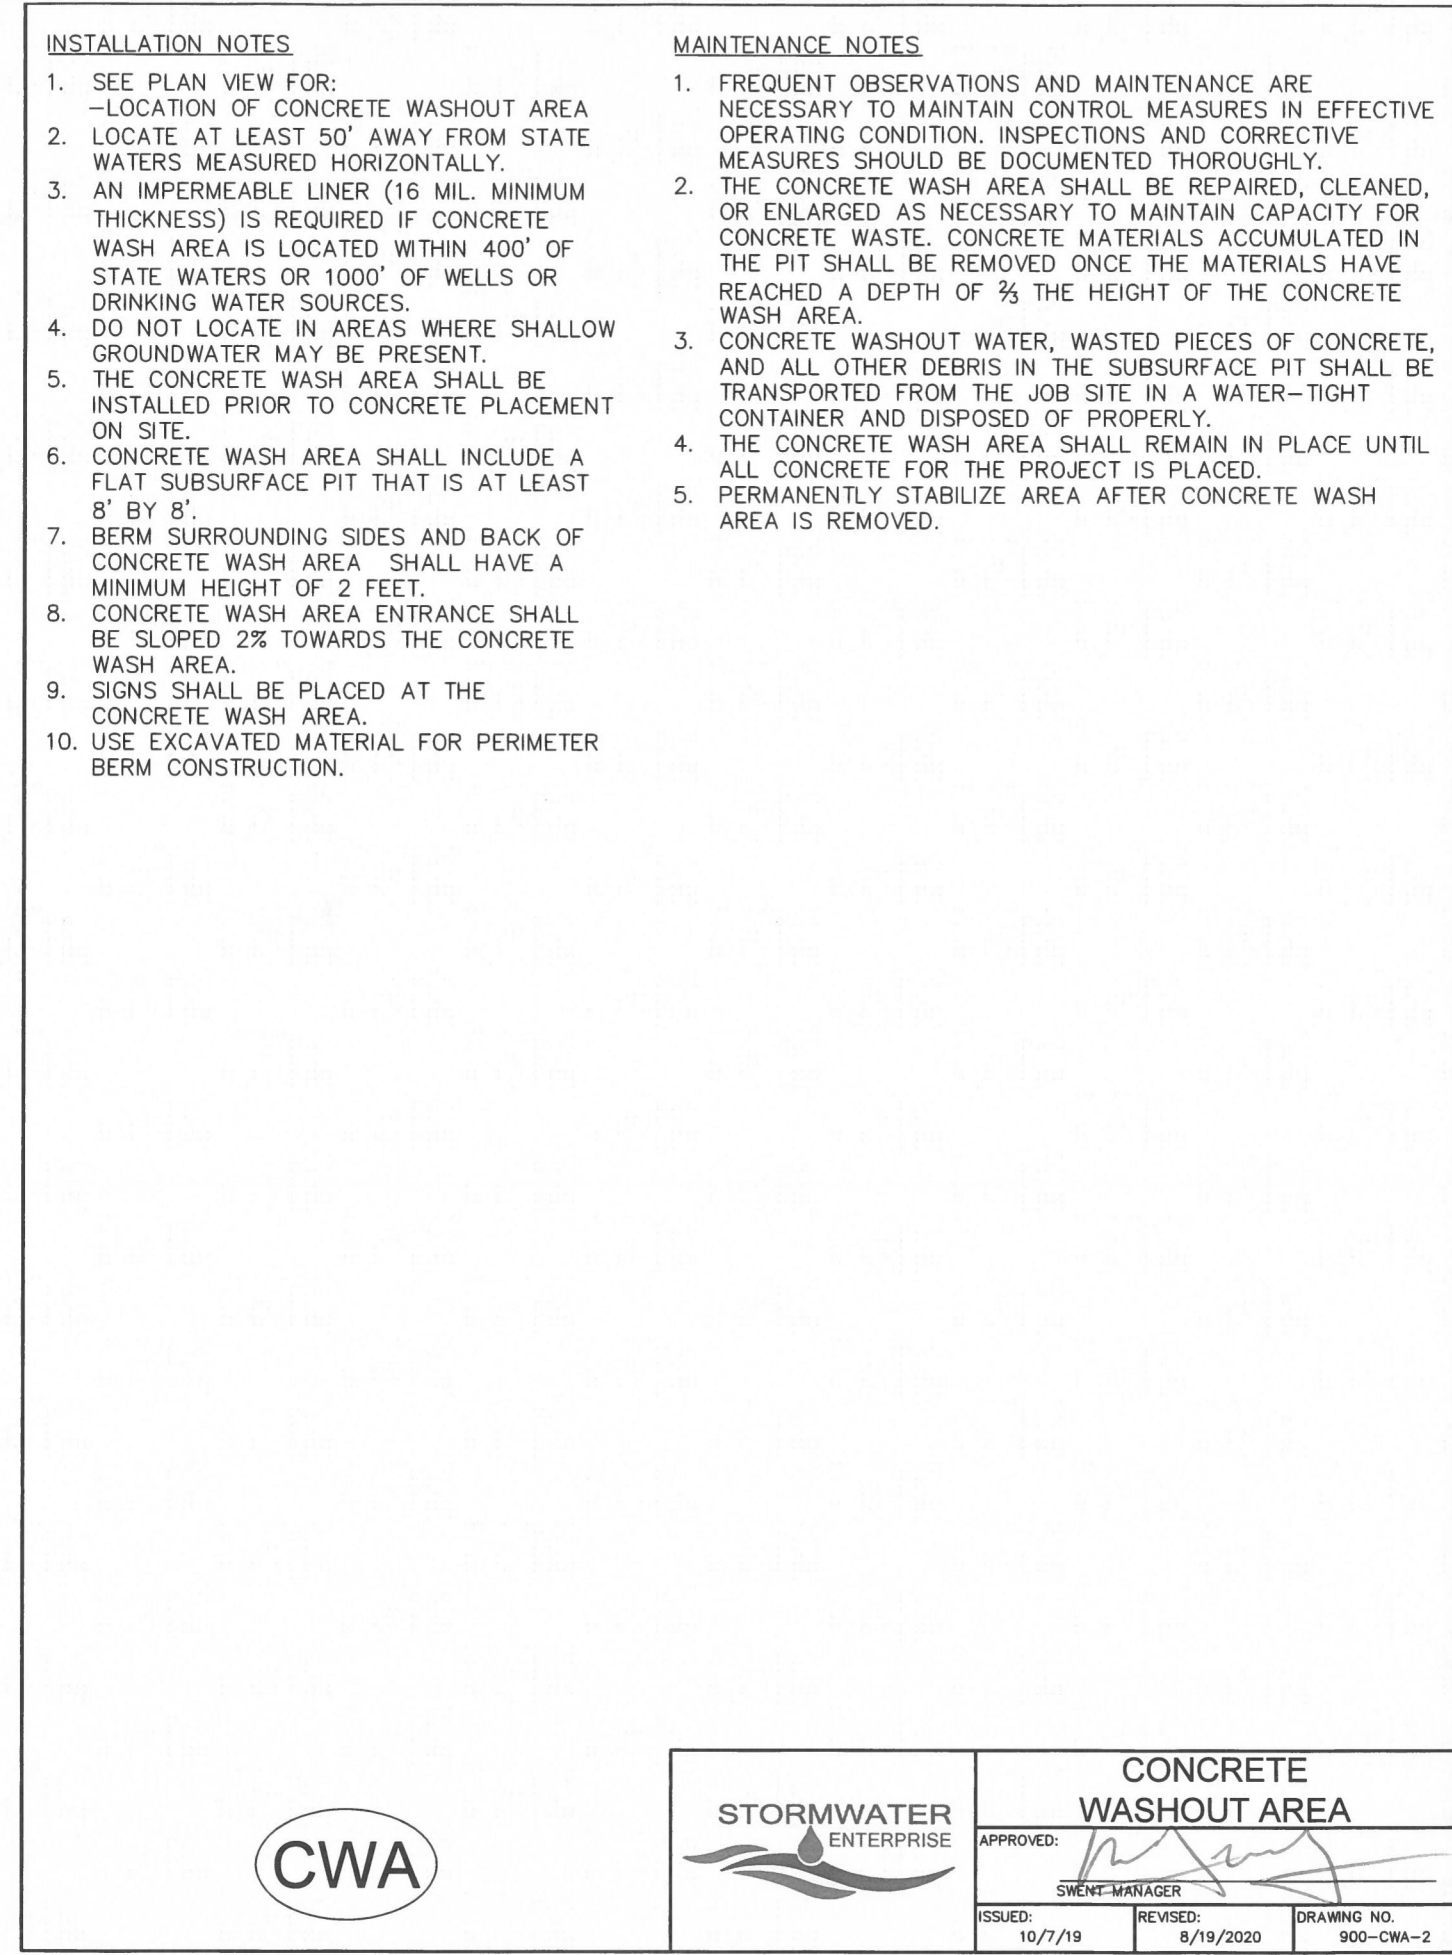 INSTALLATION NOTES
1. SEE PLAN VIEW FOR:
-LOCATION OF CONCRETE WASHOUT AREA
2. LOCATE AT LEAST 50' AWAY FROM STATE
WATERS MEASURED HORIZONTALLY.
3. AN IMPERMEABLE LINER (16 MIL. MINIMUM
THICKNESS) IS REQUIRED IF CONCRETE
WASH AREA IS LOCATED WITHIN 400' OF
STATE WATERS OR 1000' OF WELLS OR
DRINKING WATER SOURCES.
4. DO NOT LOCATE IN AREAS WHERE SHALLOW
GROUNDWATER MAY BE PRESENT.
5. THE CONCRETE WASH AREA SHALL BE
INSTALLED PRIOR TO CONCRETE PLACEMENT
ON SITE.
6. CONCRETE WASH AREA SHALL INCLUDE A
FLAT SUBSURFACE PIT THAT IS AT LEAST
8' BY 8'.
7. BERM SURROUNDING SIDES AND BACK OF
CONCRETE WASH AREA SHALL HAVE A
MINIMUM HEIGHT OF 2 FEET.
8. CONCRETE WASH AREA ENTRANCE SHALL
BE SLOPED 2% TOWARDS THE CONCRETE
WASH AREA.
9. SIGNS SHALL BE PLACED AT THE
CONCRETE WASH AREA.
10. USE EXCAVATED MATERIAL FOR PERIMETER
BERM CONSTRUCTION.
MAINTENANCE NOTES
1. FREQUENT OBSERVATIONS AND MAINTENANCE ARE
NECESSARY TO MAINTAIN CONTROL MEASURES IN EFFECTIVE
OPERATING CONDITION. INSPECTIONS AND CORRECTIVE
MEASURES SHOULD BE DOCUMENTED THOROUGHLY.
2. THE CONCRETE WASH AREA SHALL BE REPAIRED, CLEANED,
OR ENLARGED AS NECESSARY TO MAINTAIN CAPACITY FOR
CONCRETE WASTE. CONCRETE MATERIALS ACCUMULATED IN
THE PIT SHALL BE REMOVED ONCE THE MATERIALS HAVE
REACHED A DEPTH OF ⅔ THE HEIGHT OF THE CONCRETE
WASH AREA.
3. CONCRETE WASHOUT WATER, WASTED PIECES OF CONCRETE,
AND ALL OTHER DEBRIS IN THE SUBSURFACE PIT SHALL BE
TRANSPORTED FROM THE JOB SITE IN A WATER-TIGHT
CONTAINER AND DISPOSED OF PROPERLY.
4. THE CONCRETE WASH AREA SHALL REMAIN IN PLACE UNTIL
ALL CONCRETE FOR THE PROJECT IS PLACED.
5. PERMANENTLY STABILIZE AREA AFTER CONCRETE WASH
AREA IS REMOVED.
CWA
STORMWATER
ENTERPRISE
CONCRETE
WASHOUT AREA
APPROVED:
SWENT MANAGER
ISSUED:
10/7/19
REVISED:
8/19/2020
DRAWING NO.
900-CWA-2